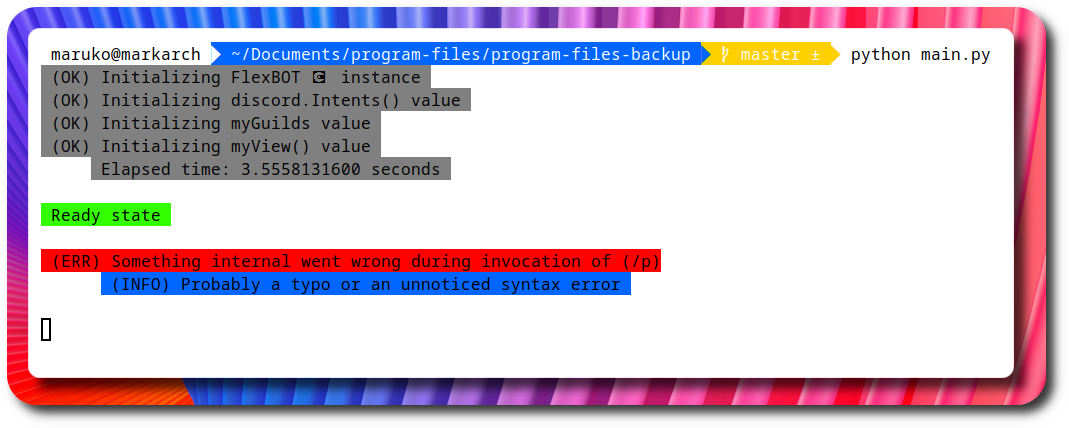 maruko@markarch ~/Documents/program-files/program-files-backup master ± python main.py
(OK) Initializing FlexBOT instance
(OK) Initializing discord.Intents() value
(OK) Initializing myGuilds value
(OK) Initializing myView() value
Elapsed time: 3.5558131600 seconds
Ready state
(ERR) Something internal went wrong during invocation of (/p)
(INFO) Probably a typo or an unnoticed syntax error